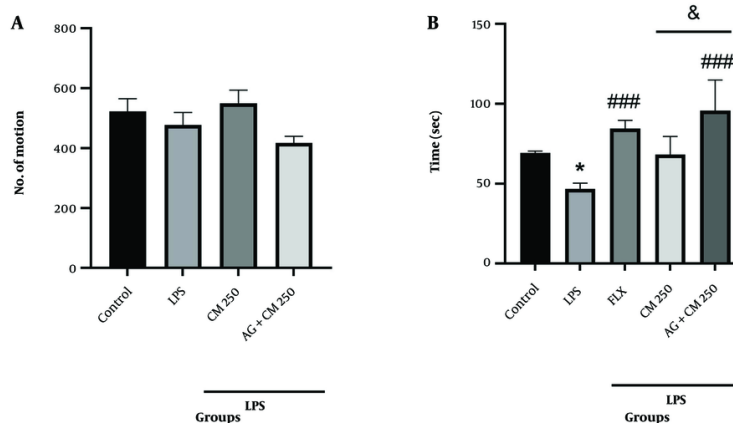 A
No. of motion
800
600
400
200
0
Control
LPS
CM 250
AG + CM 250
LPS
Groups
B
Time (sec)
150
100
50
0
&
*
###
###
Control
LPS
FLX
CM 250
AG + CM 250
LPS
Groups